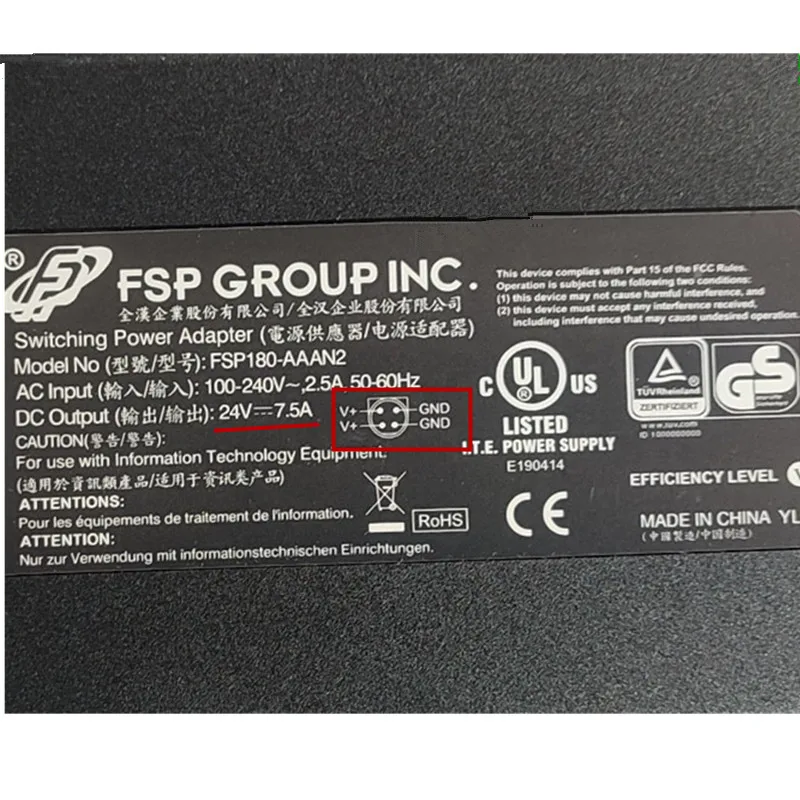 ®
FSP GROUP INC.
全漢企業股份有限公司/全汉企业股份有限公司
Switching Power Adapter (電源供應器/电源适配器)
Model No (型號/型号): FSP180-AAAN2
AC Input (輸入/输入): 100-240V~,2.5A,50-60Hz
DC Output (輸出/输出): 24V⎓7.5A
V+ GND
V+ GND
CAUTION(警告/警告):
For use with Information Technology Equipment.
(適用於資訊類產品/适用于资讯类产品)
ATTENTIONS:
Pour les équipements de traitement de l'information.
ATTENTION:
Nur zur Verwendung mit informationstechnischen Einrichtungen.
RoHS
This device complies with Part 15 of the FCC Rules.
Operation is subject to the following two conditions:
(1) this device may not cause harmful interference, and
(2) this device must accept any interference received,
including interference that may cause undesired operation.
C UL US
®
LISTED
I.T.E. POWER SUPPLY
E190414
CE
TÜVRheinland
ZERTIFIZIERT
www.tuv.com
ID 1000000000
GS
EFFICIENCY LEVEL
MADE IN CHINA YL
(中國製造/中国制造)